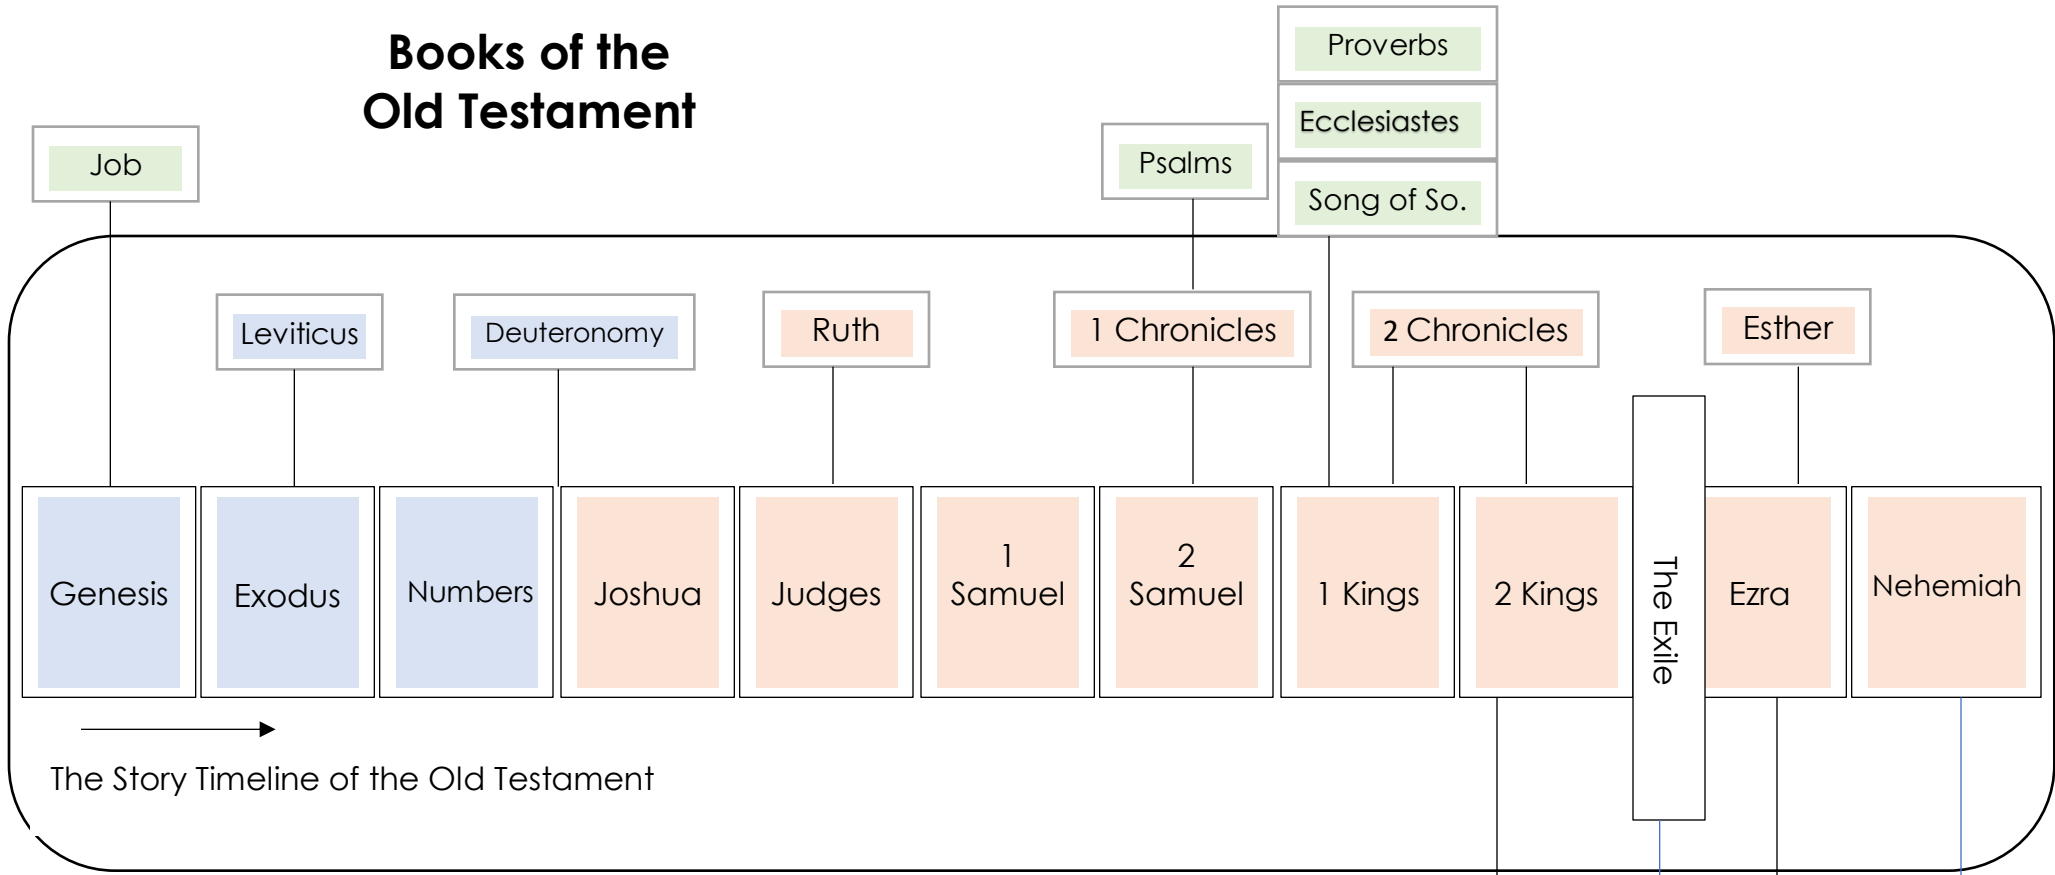 Books of the
Old Testament
Proverbs
Ecclesiastes
Song of So.
Job
Psalms
Leviticus
Deuteronomy
Ruth
1 Chronicles
2 Chronicles
Esther
Genesis
Exodus
Numbers
Joshua
Judges
1
Samuel
2
Samuel
1 Kings
2 Kings
The Exile
Ezra
Nehemiah
The Story Timeline of the Old Testament